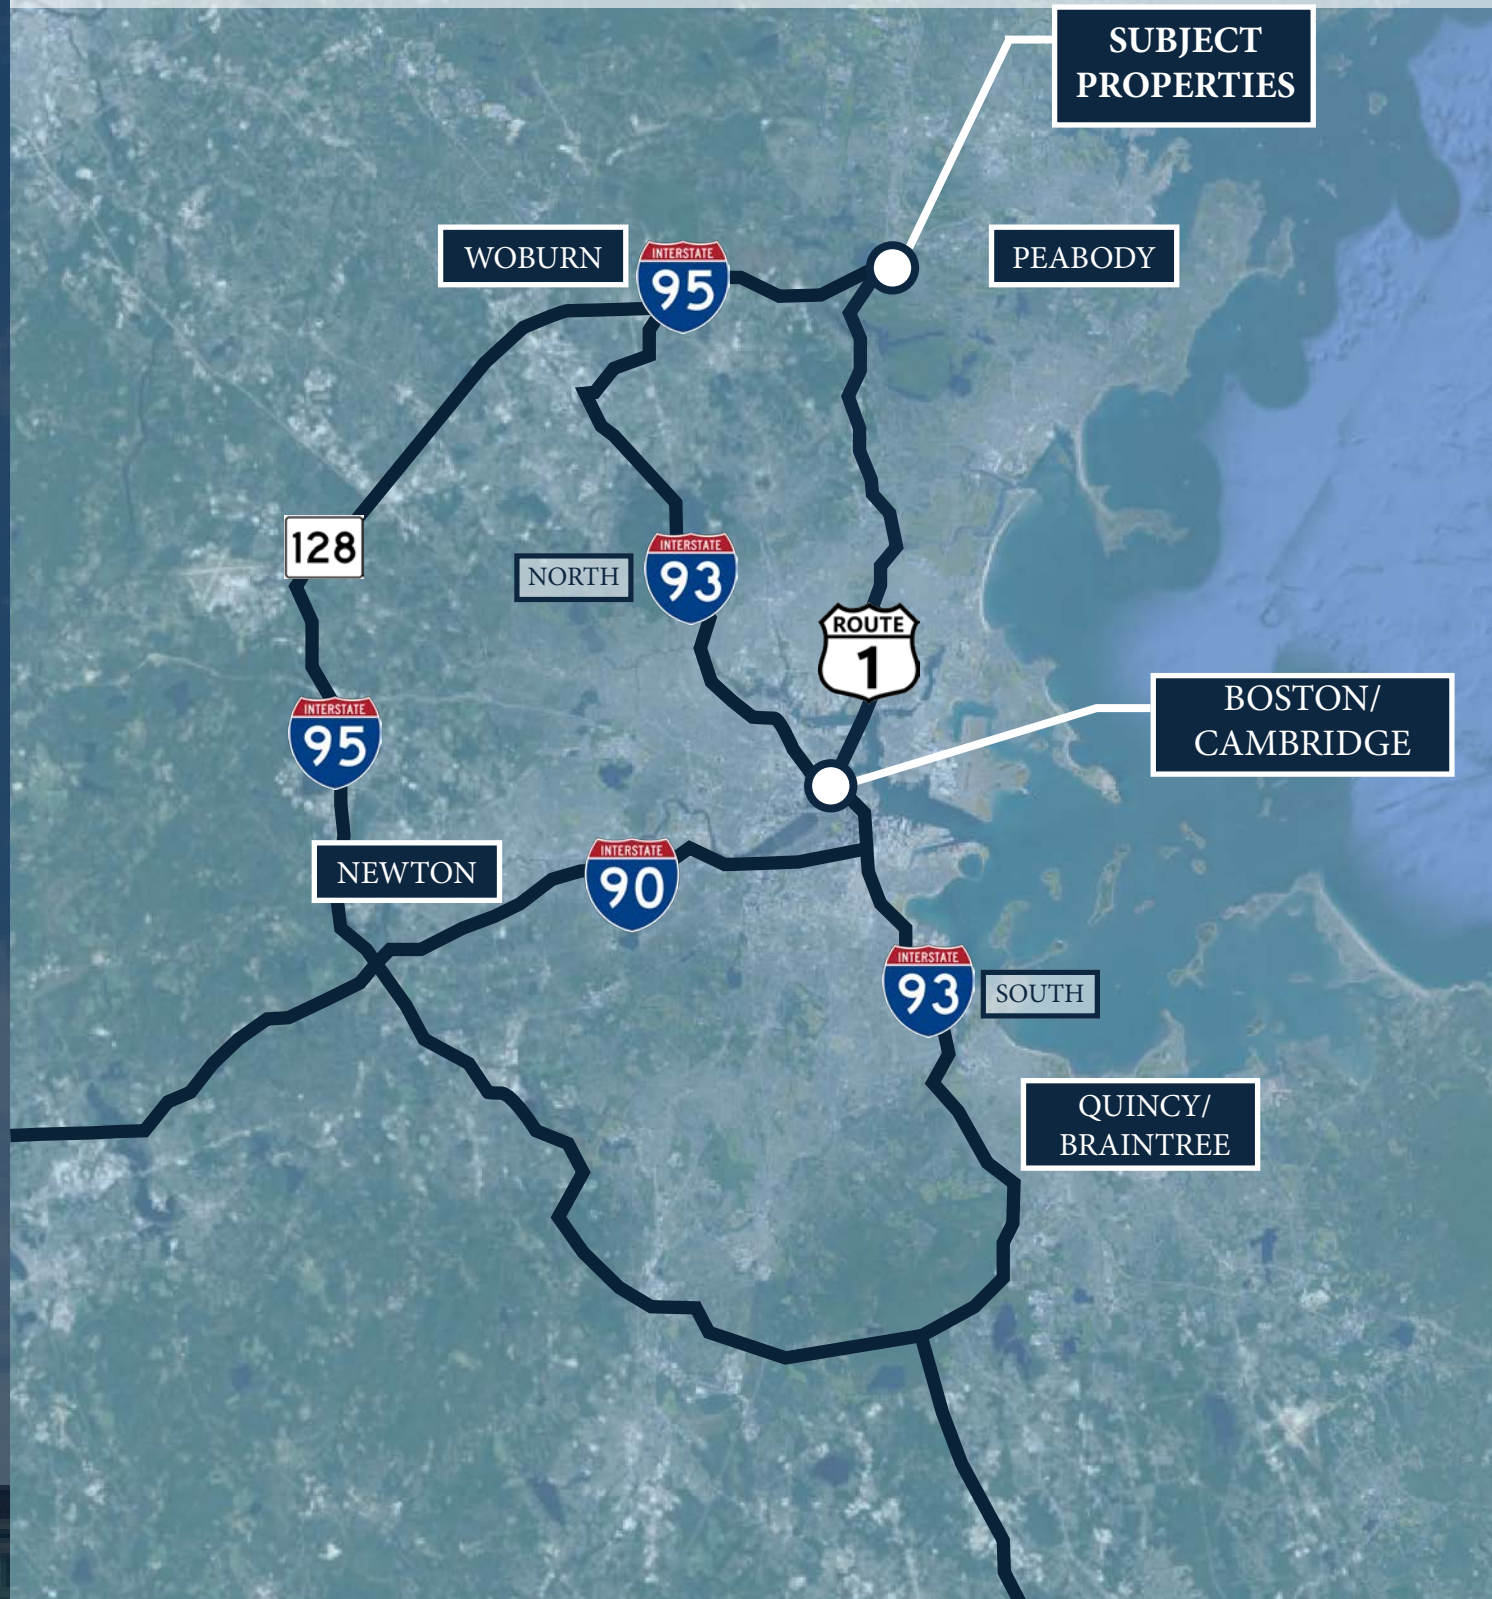 SUBJECT
PROPERTIES
WOBURN
INTERSTATE
95
PEABODY
128
NORTH
INTERSTATE
93
ROUTE
1
INTERSTATE
95
BOSTON/
CAMBRIDGE
NEWTON
INTERSTATE
90
INTERSTATE
93
SOUTH
QUINCY/
BRAINTREE